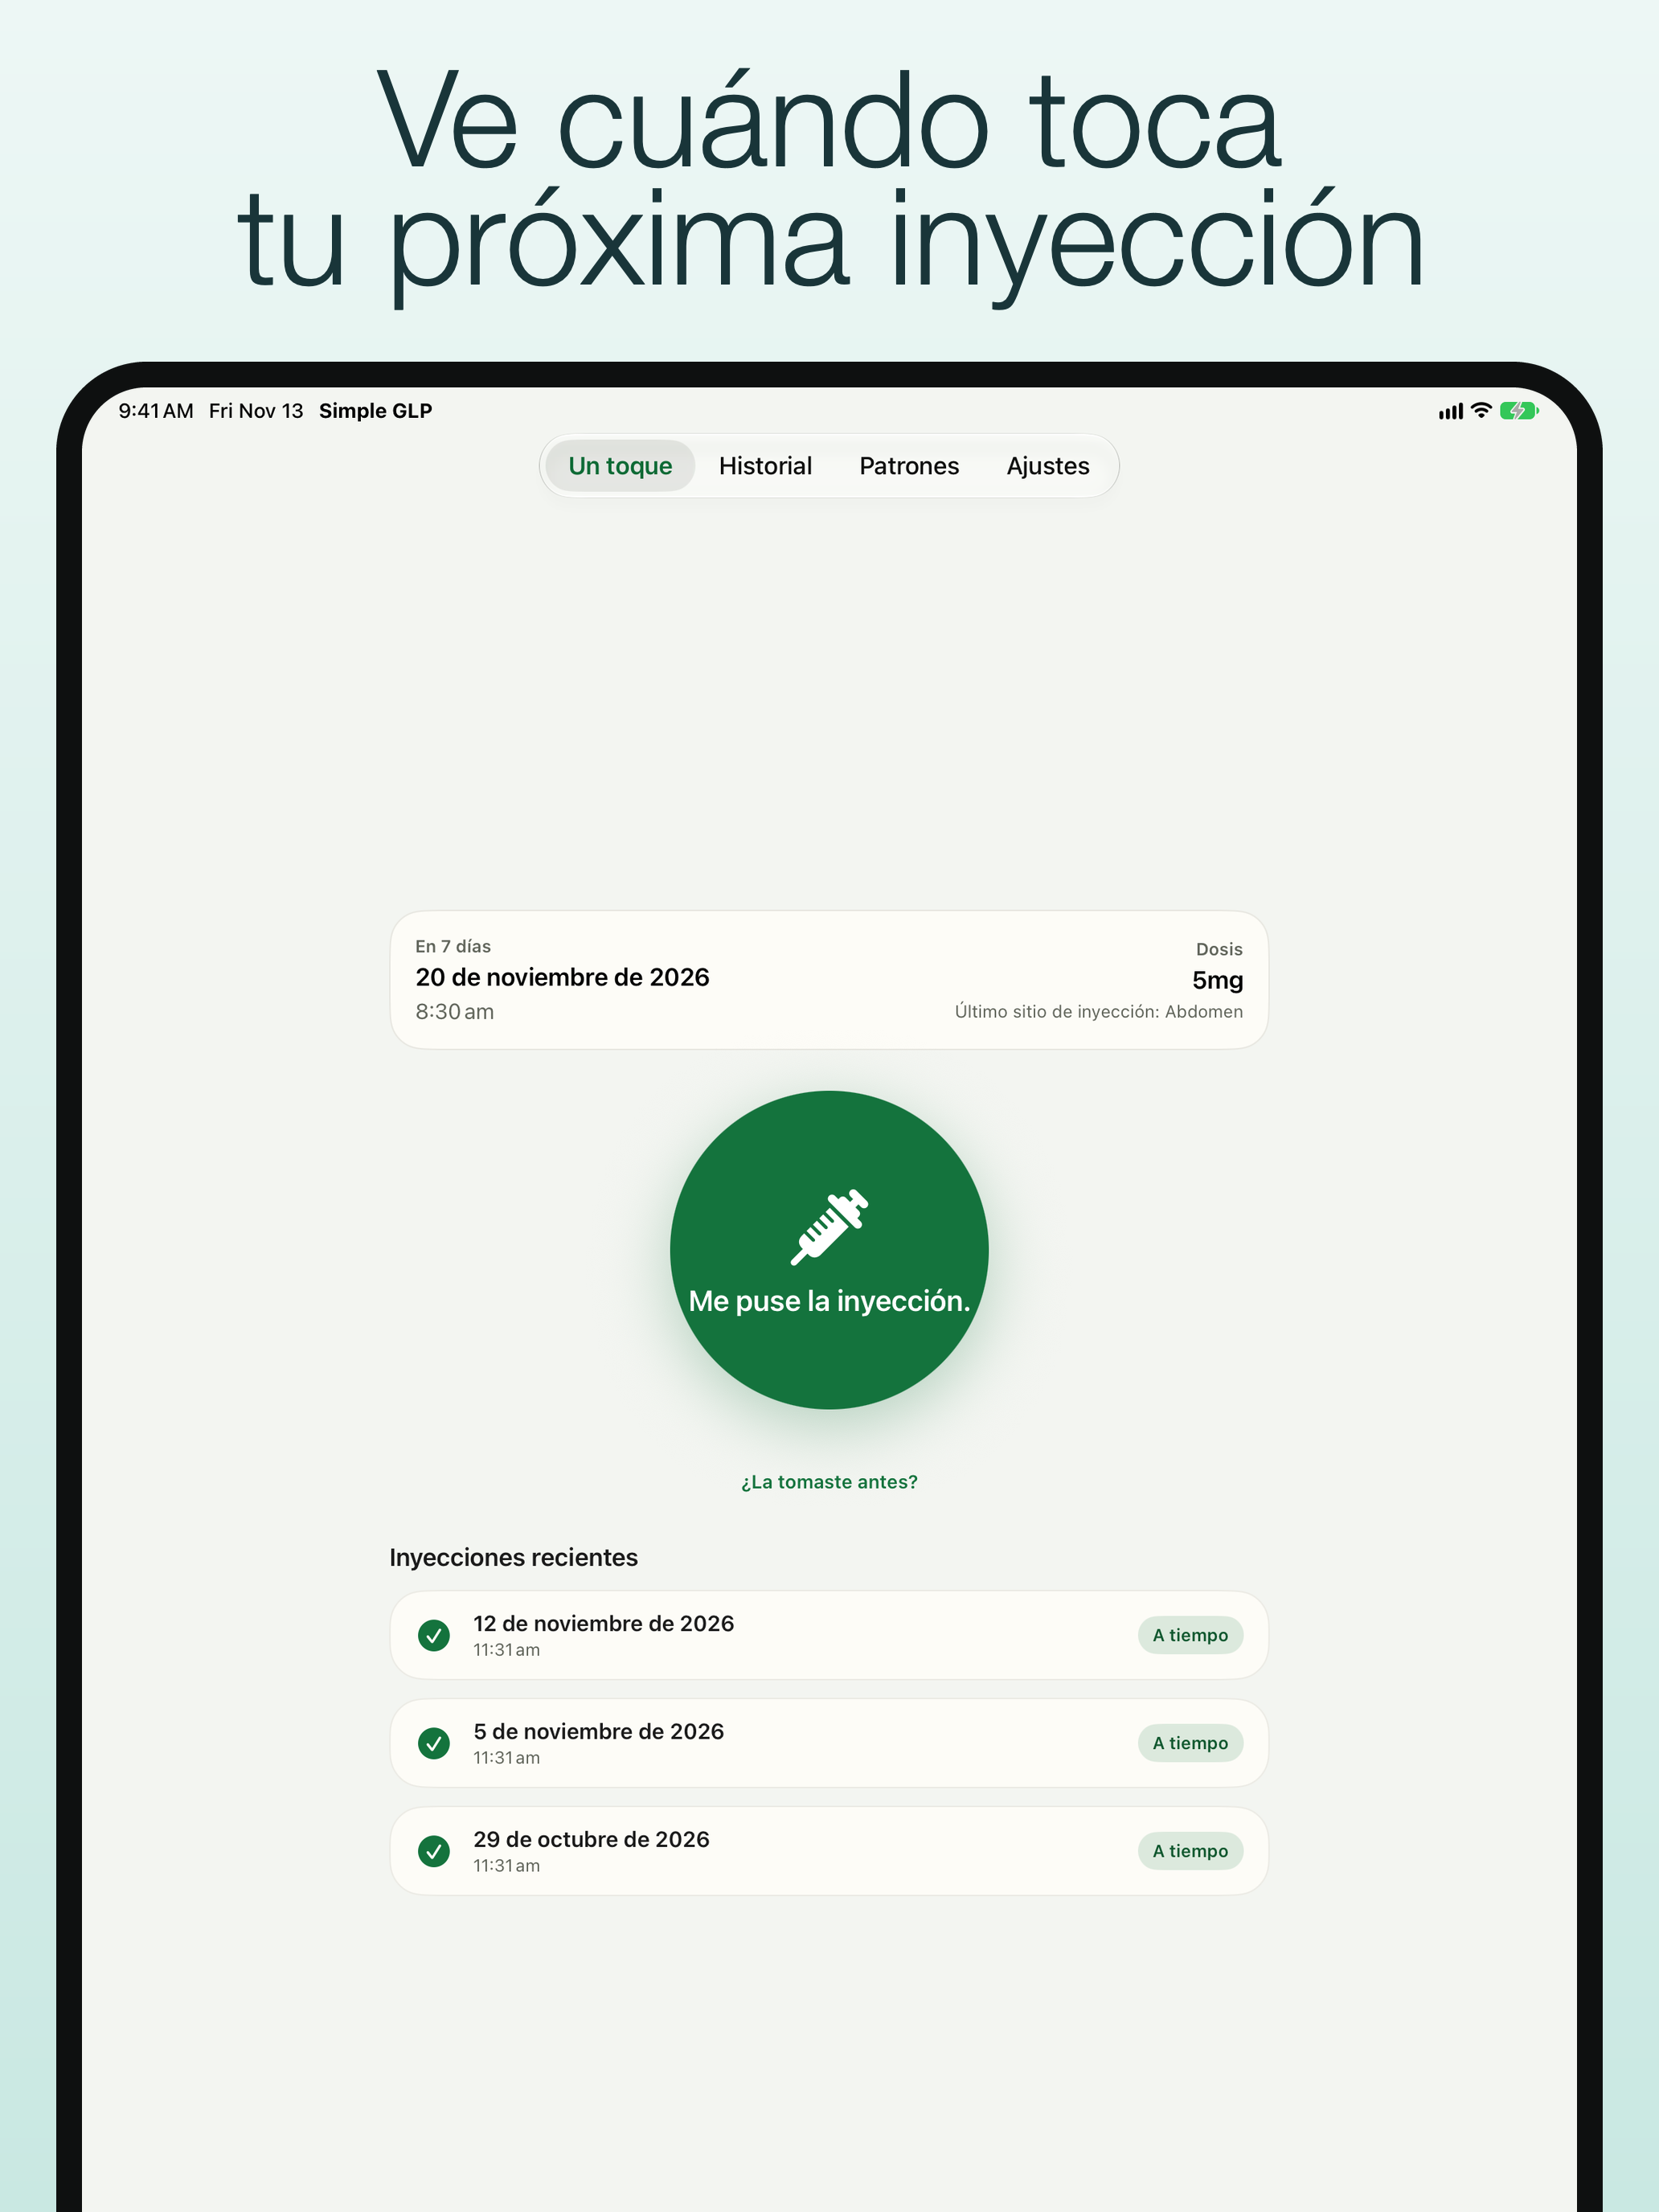 Ve cuándo toca
tu próxima inyección
9:41 AM Fri Nov 13 Simple GLP
Un toque Historial Patrones Ajustes
En 7 días
20 de noviembre de 2026
8:30 am
Dosis
5mg
Último sitio de inyección: Abdomen
Me puse la inyección.
¿La tomaste antes?
Inyecciones recientes
12 de noviembre de 2026
11:31 am
A tiempo
5 de noviembre de 2026
11:31 am
A tiempo
29 de octubre de 2026
11:31 am
A tiempo